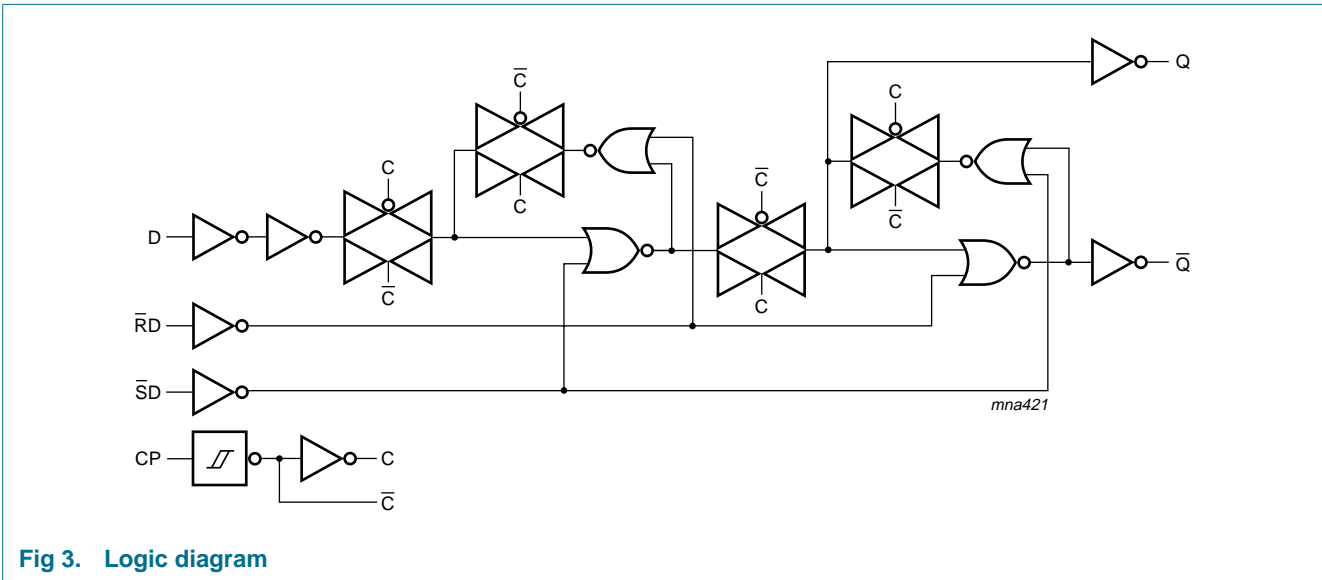 C̅
C
Q
C
C
C̅
C
C̅
D
C̅
C
Q̅
R̅D
S̅D
mna421
CP
C
C̅
Fig 3. Logic diagram